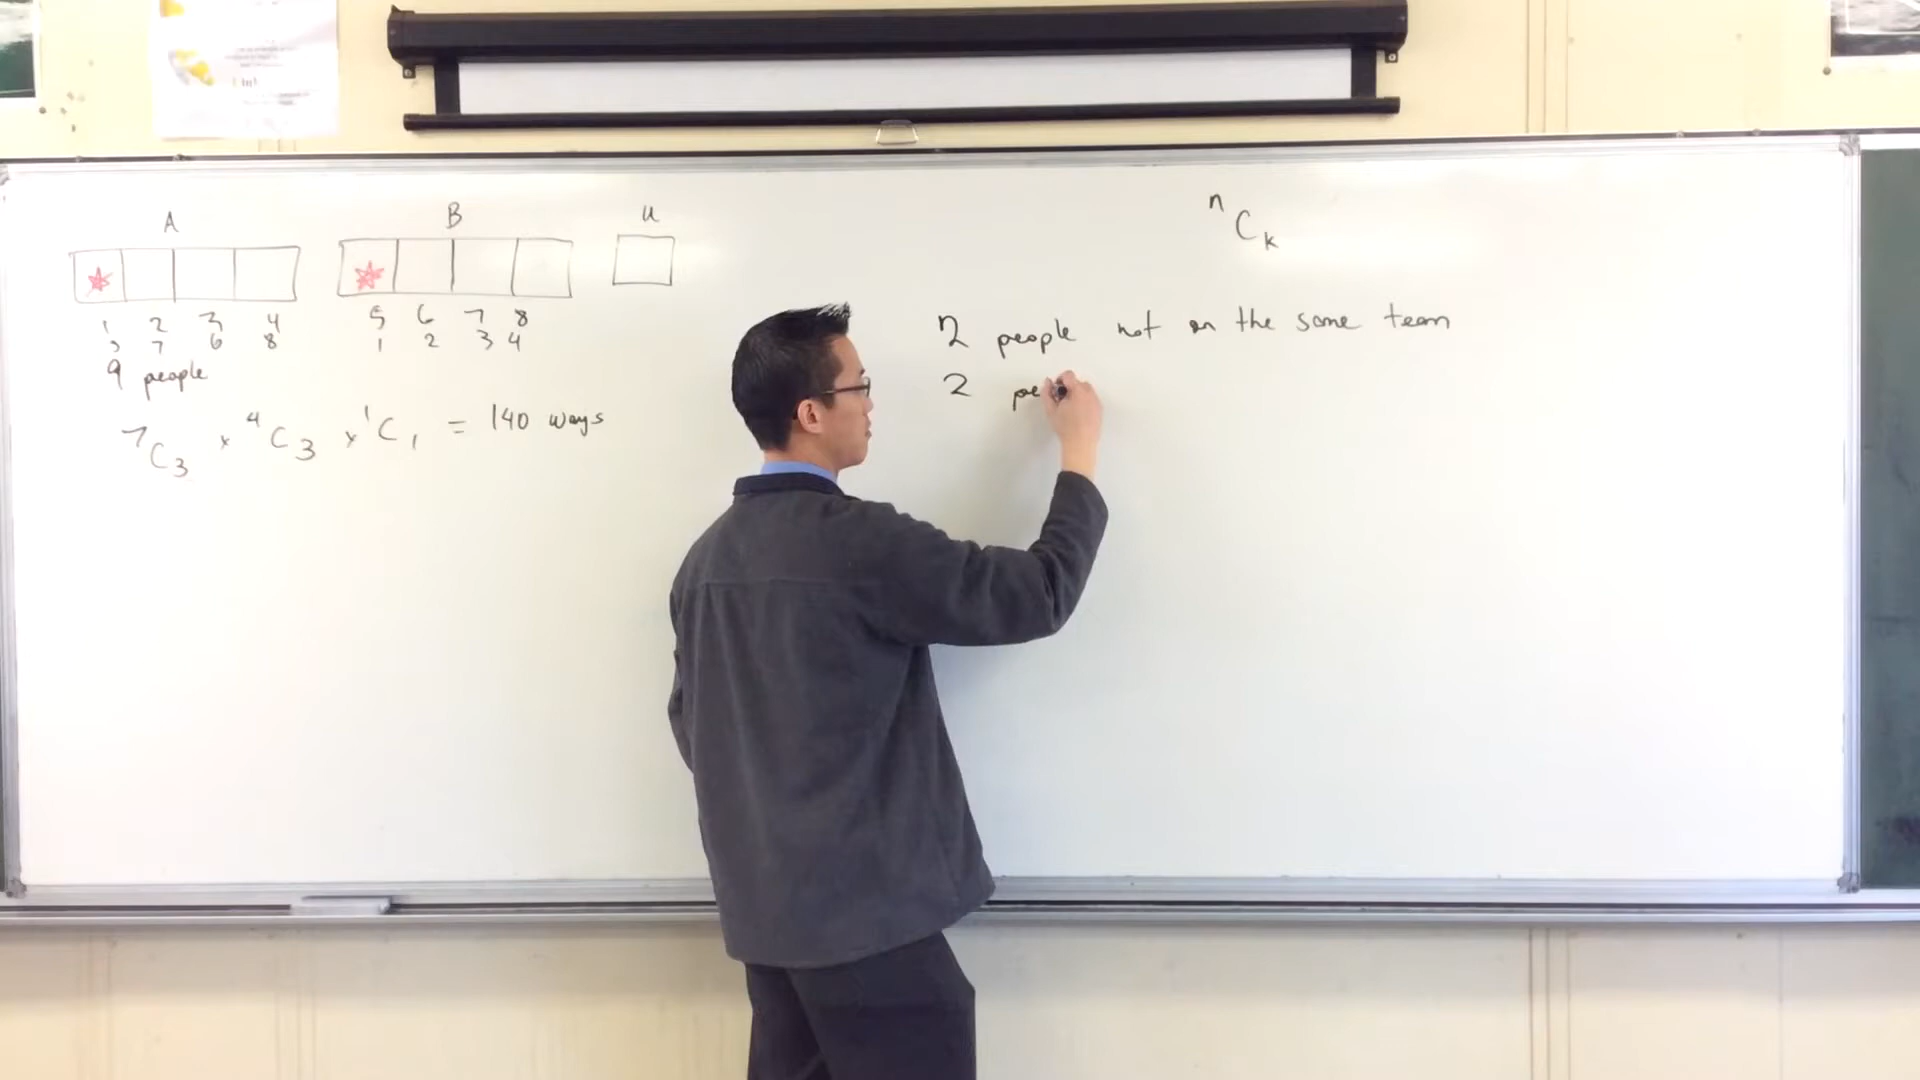 A B u
1 2 3 4 5 6 7 8
5 7 6 8 1 2 3 4
9 people
⁷C₃ × ⁴C₃ × ¹C₁ = 140 ways
ⁿCₖ
2 people not on the same team
2 pe